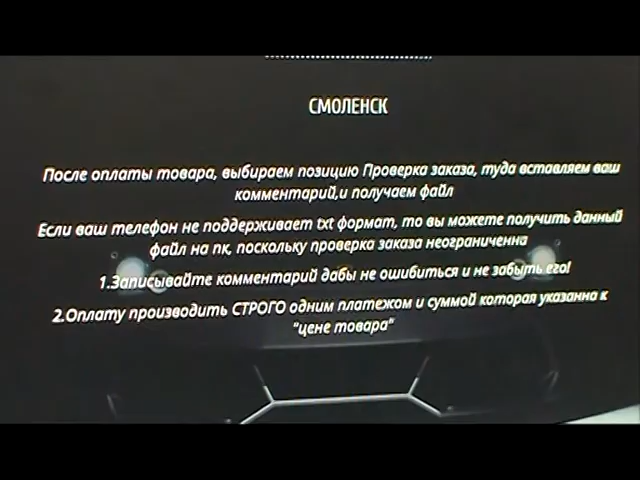 СМОЛЕНСК
После оплаты товара, выбираем позицию Проверка заказа, туда вставляем ваш
комментарий,и получаем файл
Если ваш телефон не поддерживает txt формат, то вы можете получить данный
файл на пк, поскольку проверка заказа неограниченна
1.Записывайте комментарий дабы не ошибиться и не забыть его!
2.Оплату производить СТРОГО одним платежом и суммой которая указанна к
"цене товара"